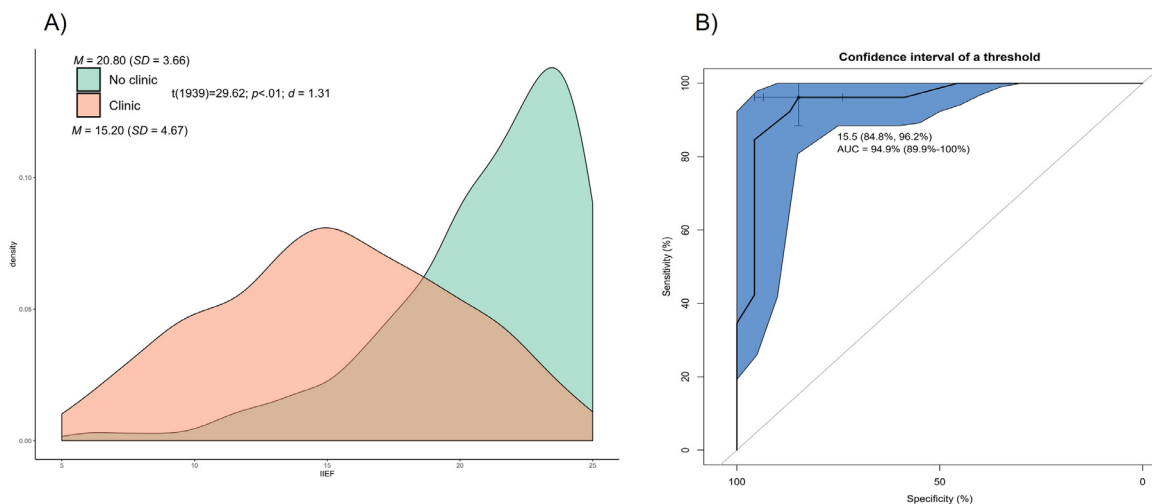 A)
M = 20.80 (SD = 3.66)
No clinic
Clinic
t(1939)=29.62; p<.01; d = 1.31
M = 15.20 (SD = 4.67)
density
0.10
0.05
0.00
5
10
15
20
25
IIEF
B)
Confidence interval of a threshold
Sensitivity (%)
100
80
60
40
20
0
15.5 (84.8%, 96.2%)
AUC = 94.9% (89.9%-100%)
100
50
0
Specificity (%)